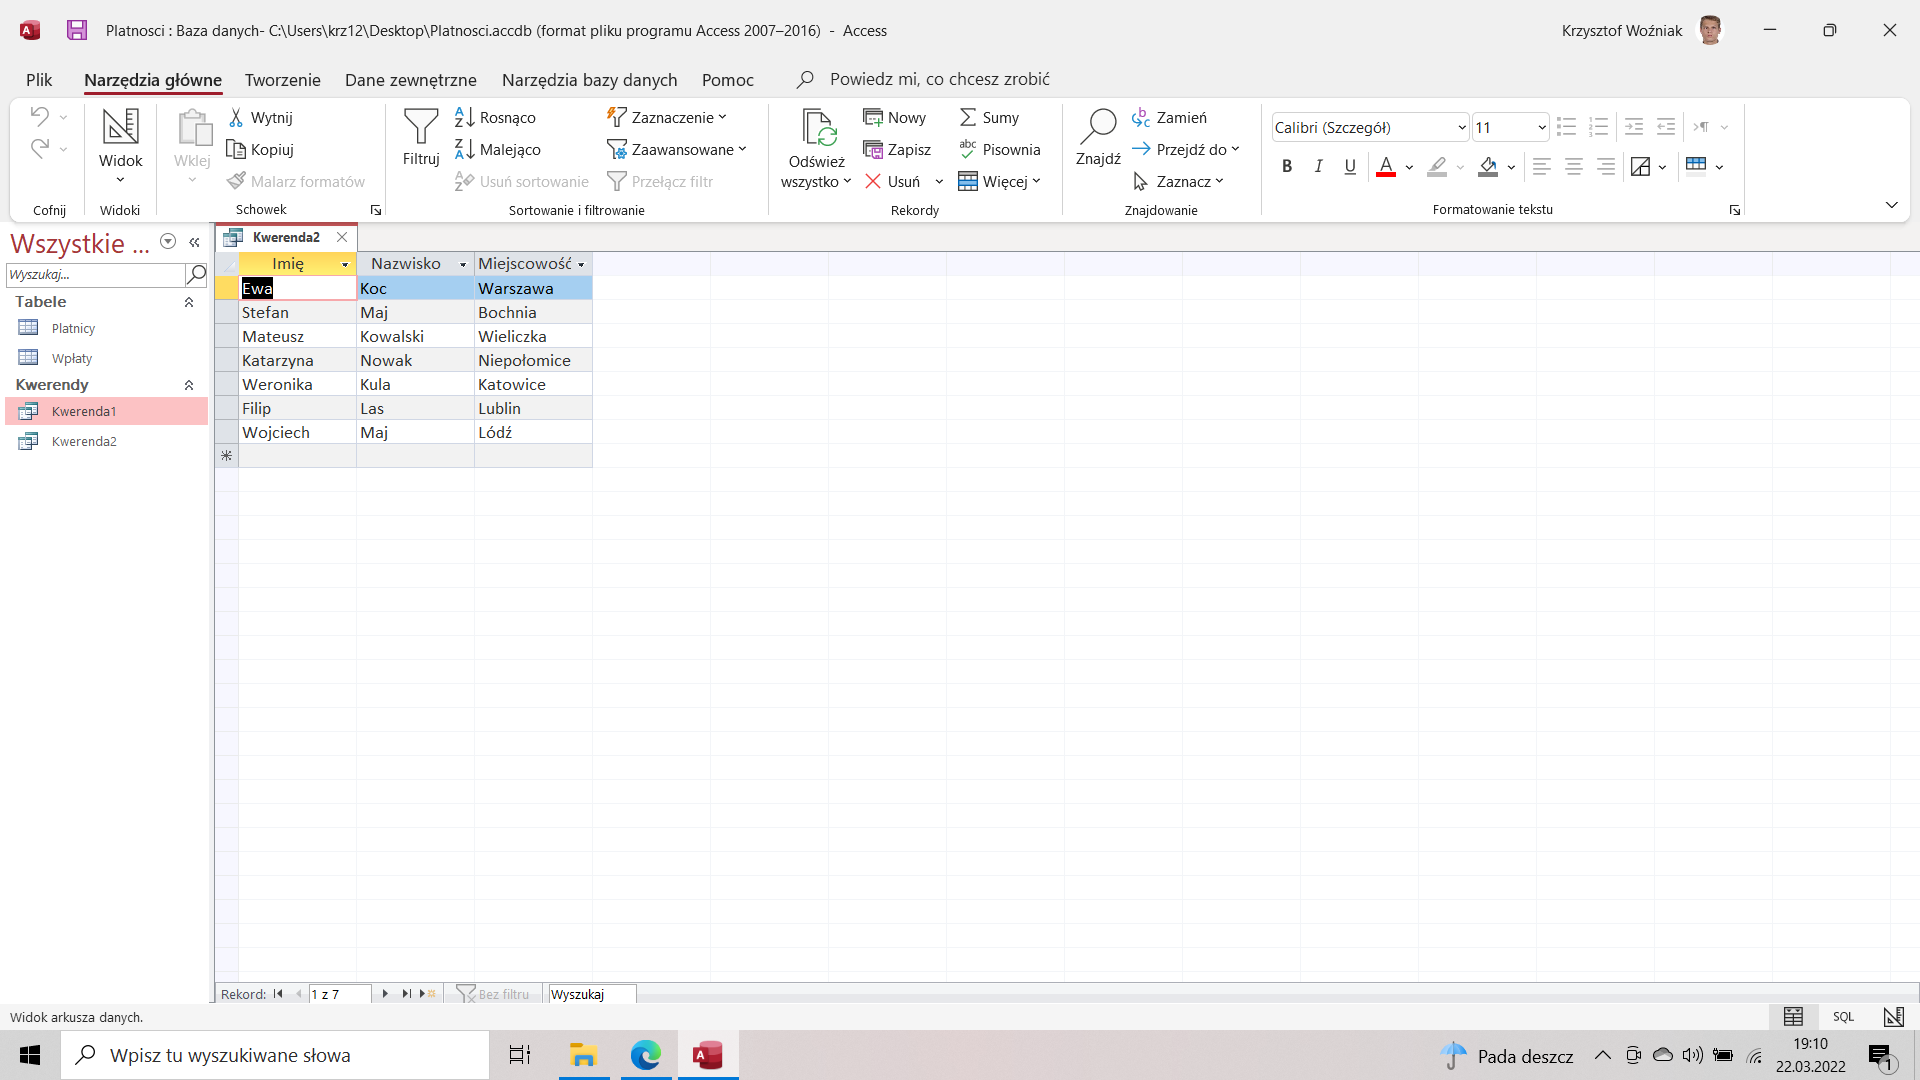 Platnosci : Baza danych- C:\Users\krz12\Desktop\Platnosci.accdb (format pliku programu Access 2007–2016) - Access
Krzysztof Woźniak
Plik Narzędzia główne Tworzenie Dane zewnętrzne Narzędzia bazy danych Pomoc Powiedz mi, co chcesz zrobić
Cofnij
Widok
Widoki
Wklej
Wytnij
Kopiuj
Malarz formatów
Schowek
Filtruj
Rosnąco
Malejąco
Usuń sortowanie
Zaznaczenie
Zaawansowane
Przełącz filtr
Sortowanie i filtrowanie
Odśwież
wszystko
Nowy
Zapisz
Usuń
Sumy
Pisownia
Więcej
Rekordy
Znajdź
Zamień
Przejdź do
Zaznacz
Znajdowanie
Calibri (Szczegół) 11
B I U A
Formatowanie tekstu
Wszystkie ...
Wyszukaj...
Tabele
Platnicy
Wpłaty
Kwerendy
Kwerenda1
Kwerenda2
Kwerenda2
Imię Nazwisko Miejscowość
Ewa Koc Warszawa
Stefan Maj Bochnia
Mateusz Kowalski Wieliczka
Katarzyna Nowak Niepołomice
Weronika Kula Katowice
Filip Las Lublin
Wojciech Maj Lódź
Rekord: 1 z 7 Bez filtru Wyszukaj
Widok arkusza danych.
SQL
Wpisz tu wyszukiwane słowa
Pada deszcz
19:10
22.03.2022
1